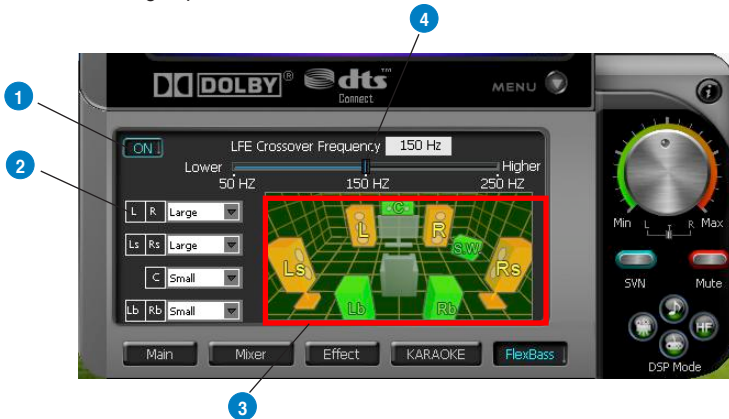 4
DOLBY® dts™
Connect
MENU
i
1
ON
LFE Crossover Frequency 150 Hz
2
Lower Higher
50 HZ 150 HZ 250 HZ
L R Large
Ls Rs Large
C Small
Lb Rb Small
C
L R
S.W
Ls Rs
Lb Rb
Min L T R Max
SVN Mute
HF
DSP Mode
Main Mixer Effect KARAOKE FlexBass
3